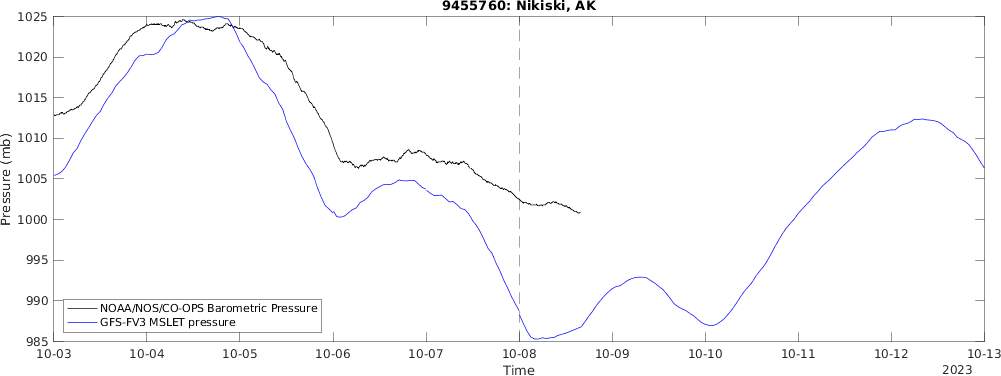 9455760: Nikiski, AK
Pressure (mb)
1025
1020
1015
1010
1005
1000
995
990
985
NOAA/NOS/CO-OPS Barometric Pressure
GFS-FV3 MSLET pressure
10-03 10-04 10-05 10-06 10-07 10-08 10-09 10-10 10-11 10-12 10-13
Time
2023